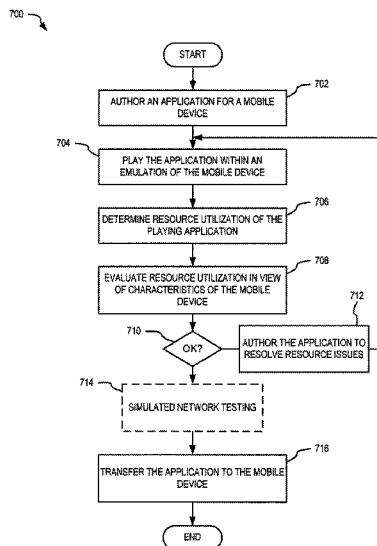 700
START
702
AUTHOR AN APPLICATION FOR A MOBILE
DEVICE
704
PLAY THE APPLICATION WITHIN AN
EMULATION OF THE MOBILE DEVICE
706
DETERMINE RESOURCE UTILIZATION OF THE
PLAYING APPLICATION
708
EVALUATE RESOURCE UTILIZATION IN VIEW
OF CHARACTERISTICS OF THE MOBILE
DEVICE
710
OK?
712
AUTHOR THE APPLICATION TO
RESOLVE RESOURCE ISSUES
714
SIMULATED NETWORK TESTING
716
TRANSFER THE APPLICATION TO THE MOBILE
DEVICE
END